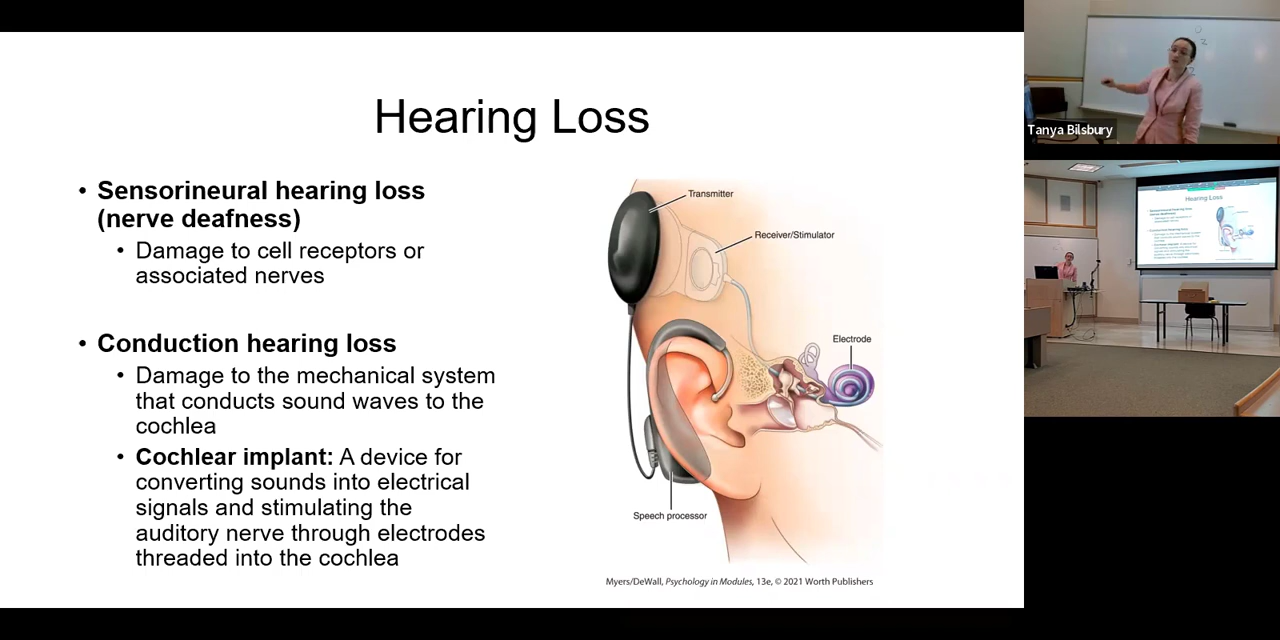 Hearing Loss
• Sensorineural hearing loss
(nerve deafness)
• Damage to cell receptors or
associated nerves
• Conduction hearing loss
• Damage to the mechanical system
that conducts sound waves to the
cochlea
• Cochlear implant: A device for
converting sounds into electrical
signals and stimulating the
auditory nerve through electrodes
threaded into the cochlea
Transmitter
Receiver/Stimulator
Electrode
Speech processor
Myers/DeWall, Psychology in Modules, 13e, © 2021 Worth Publishers
Tanya Bilsbury
Hearing Loss